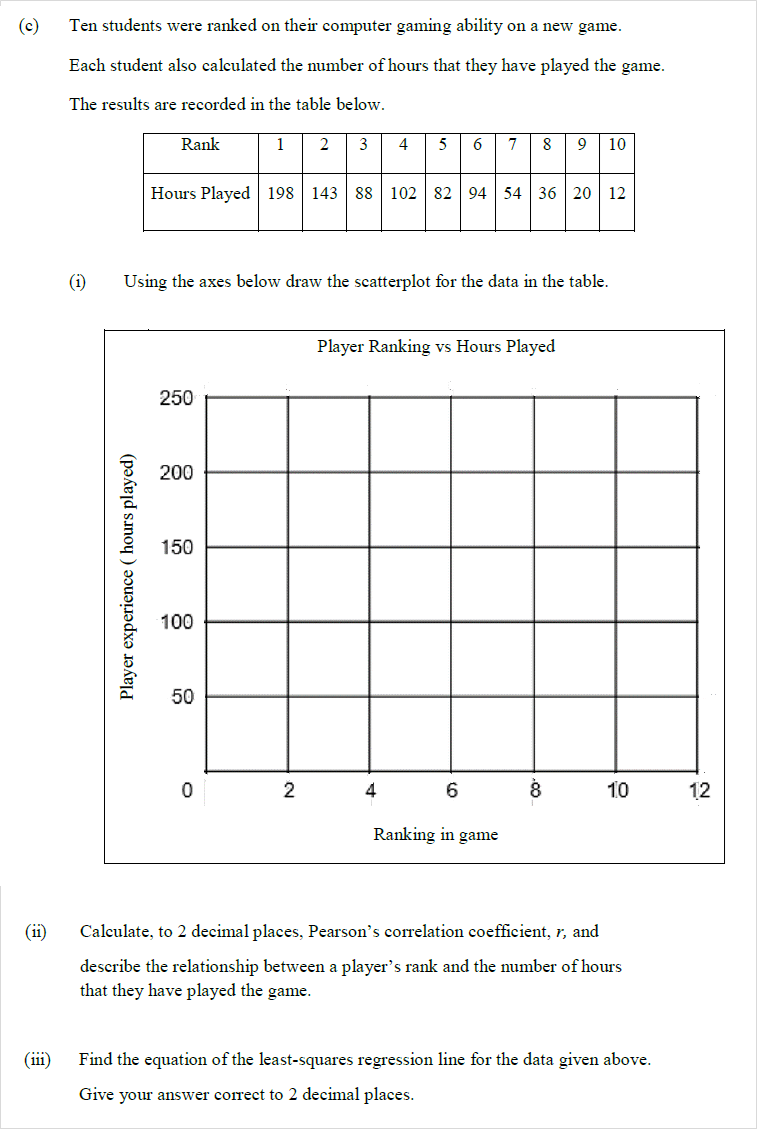 (c) Ten students were ranked on their computer gaming ability on a new game.
Each student also calculated the number of hours that they have played the game.
The results are recorded in the table below.
Rank 1 2 3 4 5 6 7 8 9 10
Hours Played 198 143 88 102 82 94 54 36 20 12
(i) Using the axes below draw the scatterplot for the data in the table.
Player Ranking vs Hours Played
250
200
150
100
50
0 2 4 6 8 10 12
Player experience ( hours played)
Ranking in game
(ii) Calculate, to 2 decimal places, Pearson’s correlation coefficient, r, and
describe the relationship between a player’s rank and the number of hours
that they have played the game.
(iii) Find the equation of the least-squares regression line for the data given above.
Give your answer correct to 2 decimal places.